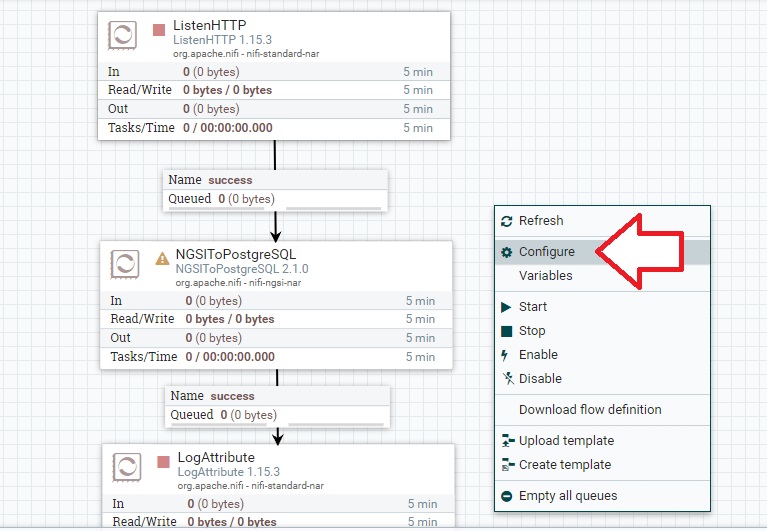 ListenHTTP
ListenHTTP 1.15.3
org.apache.nifi - nifi-standard-nar
In 0 (0 bytes) 5 min
Read/Write 0 bytes / 0 bytes 5 min
Out 0 (0 bytes) 5 min
Tasks/Time 0 / 00:00:00.000 5 min
Name success
Queued 0 (0 bytes)
NGSIToPostgreSQL
NGSIToPostgreSQL 2.1.0
org.apache.nifi - nifi-ngsi-nar
In 0 (0 bytes) 5 min
Read/Write 0 bytes / 0 bytes 5 min
Out 0 (0 bytes) 5 min
Tasks/Time 0 / 00:00:00.000 5 min
Name success
Queued 0 (0 bytes)
LogAttribute
LogAttribute 1.15.3
org.apache.nifi - nifi-standard-nar
In 0 (0 bytes) 5 min
Read/Write 0 bytes / 0 bytes 5 min
Refresh
Configure
Variables
Start
Stop
Enable
Disable
Download flow definition
Upload template
Create template
Empty all queues